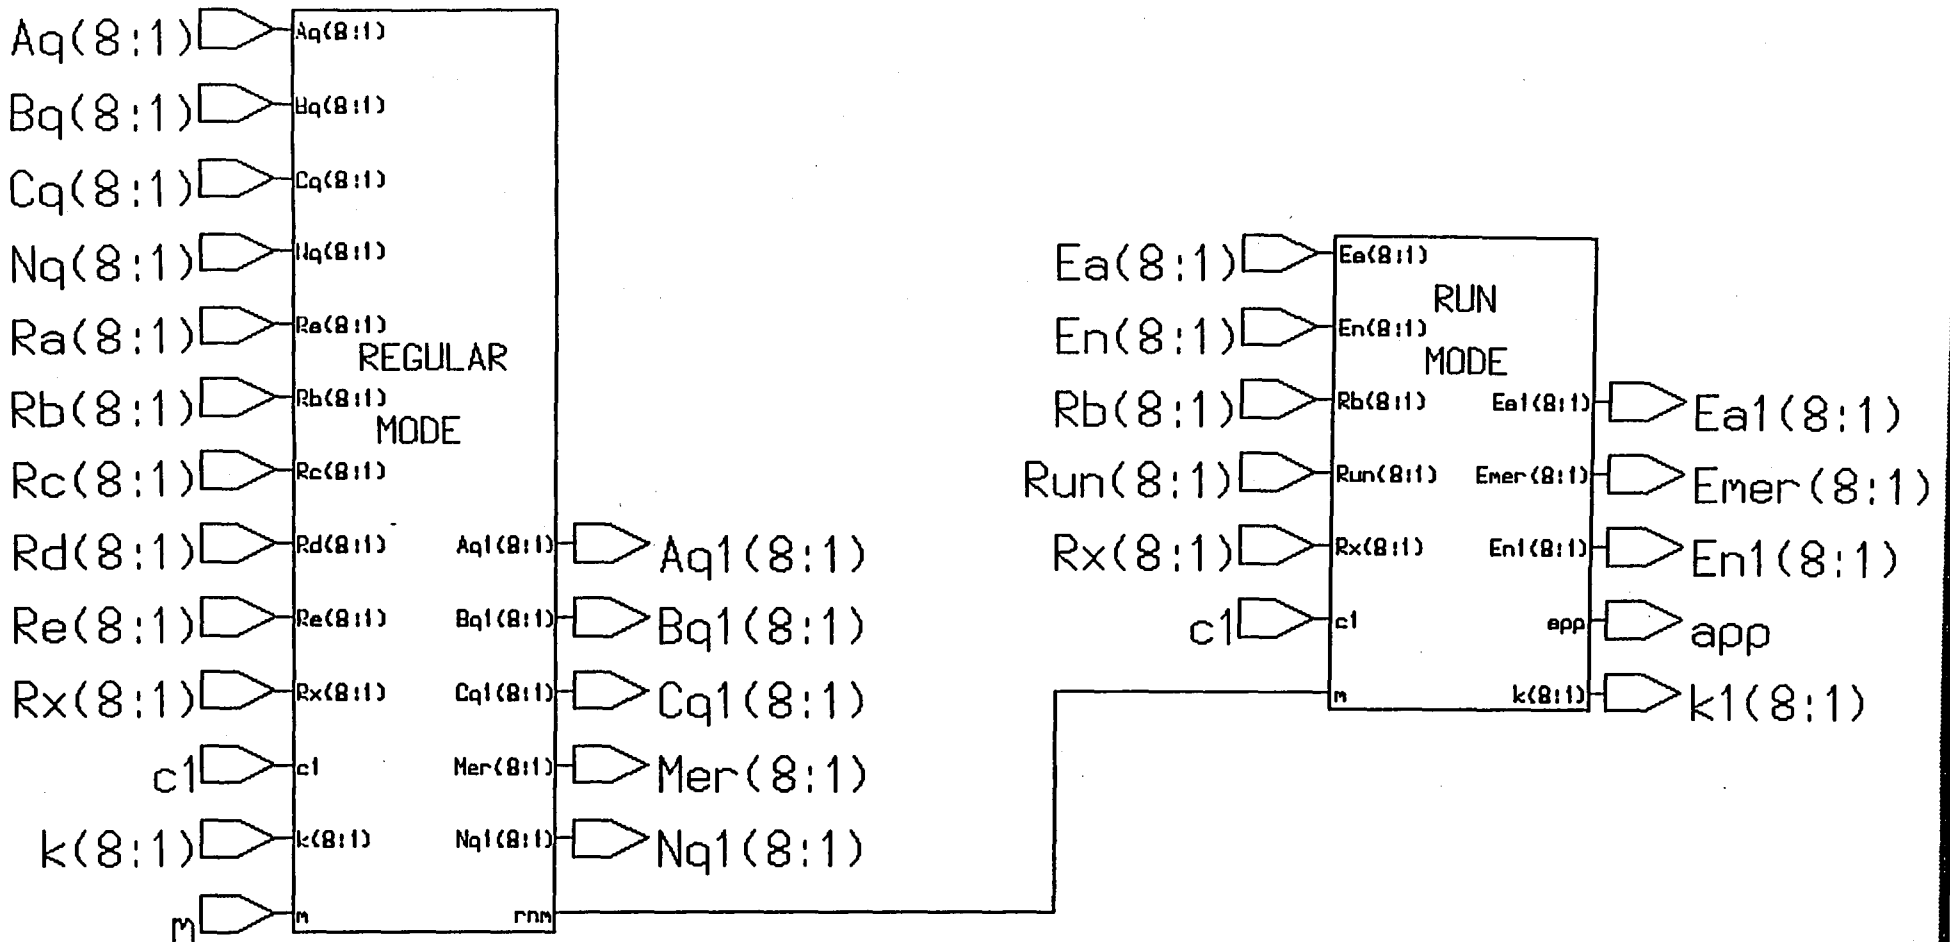 Aq(8:1) Aq(8:1)
Bq(8:1) Bq(8:1)
Cq(8:1) Cq(8:1)
Nq(8:1) Nq(8:1)
Ra(8:1) Ra(8:1)
REGULAR
Rb(8:1) Rb(8:1)
MODE
Rc(8:1) Rc(8:1)
Rd(8:1) Rd(8:1) Aq1(8:1) Aq1(8:1)
Re(8:1) Re(8:1) Bq1(8:1) Bq1(8:1)
Rx(8:1) Rx(8:1) Cq1(8:1) Cq1(8:1)
c1 c1 Mer(8:1) Mer(8:1)
k(8:1) k(8:1) Nq1(8:1) Nq1(8:1)
m m rnm
Ea(8:1) Ea(8:1)
RUN
En(8:1) En(8:1)
MODE
Rb(8:1) Rb(8:1) Ea1(8:1) Ea1(8:1)
Run(8:1) Run(8:1) Emer(8:1) Emer(8:1)
Rx(8:1) Rx(8:1) En1(8:1) En1(8:1)
c1 c1 app app
m k(8:1) k1(8:1)